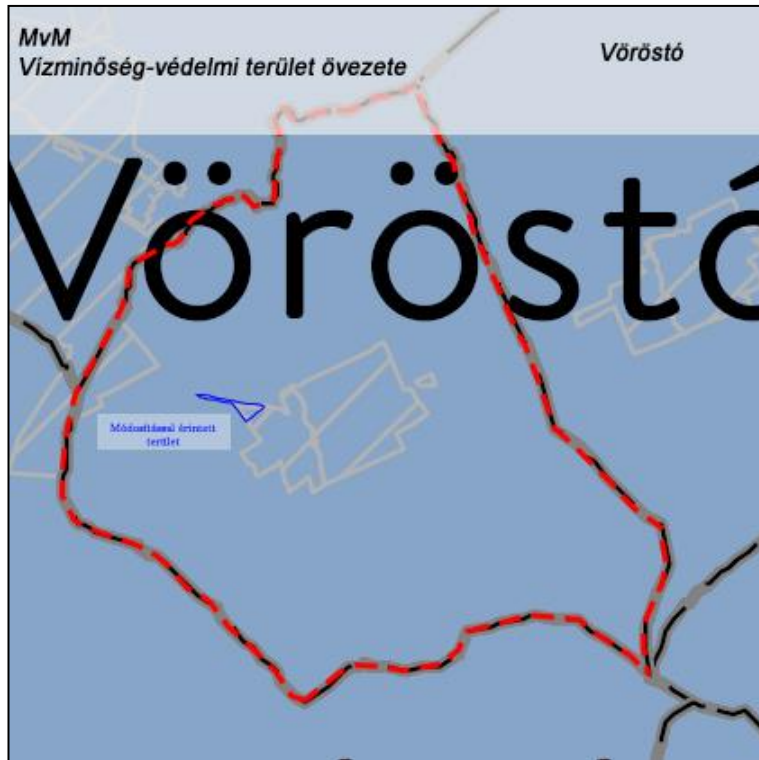 MvM
Vízminőség-védelmi terület övezete
Vöröstó
Vöröstó
Módosítással érintett
terület